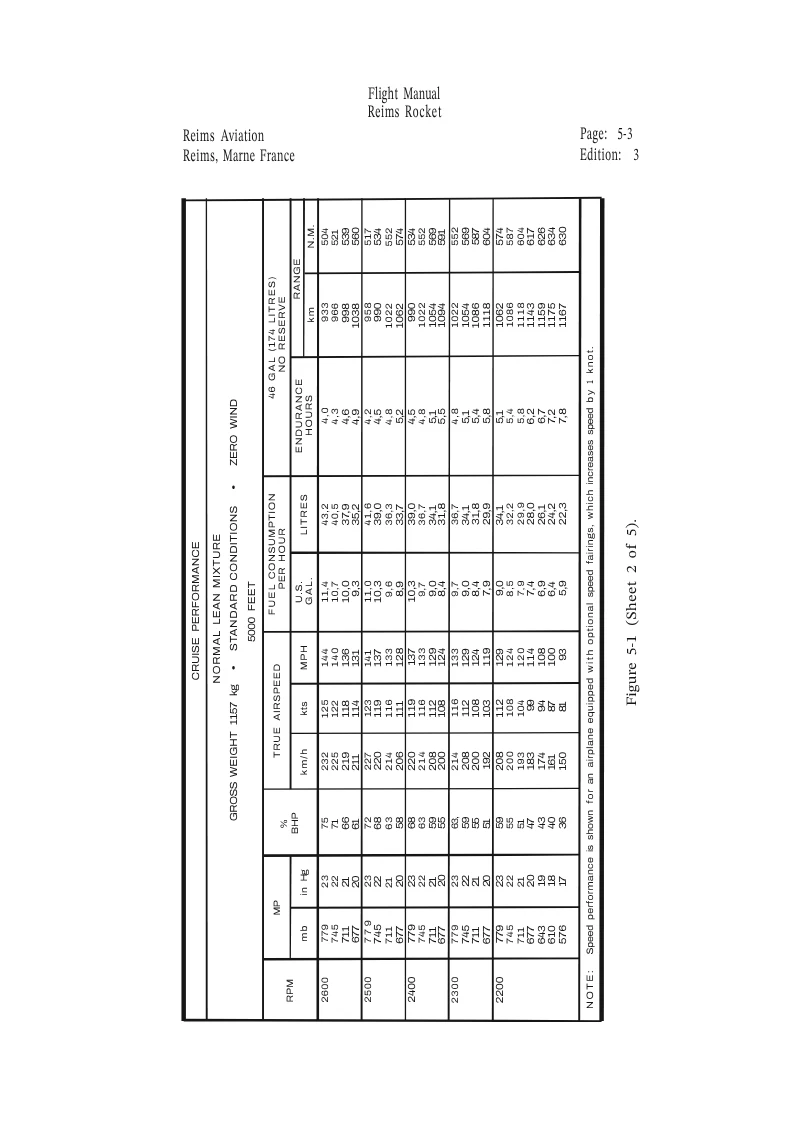 Flight Manual
Reims Rocket
Reims Aviation
Reims, Marne France
Page: 5-3
Edition: 3
CRUISE PERFORMANCE
NORMAL LEAN MIXTURE
GROSS WEIGHT 1157 kg • STANDARD CONDITIONS • ZERO WIND
5000 FEET
RPM MP % BHP TRUE AIRSPEED FUEL CONSUMPTION PER HOUR 46 GAL (174 LITRES) NO RESERVE
mb in Hg km/h kts MPH U.S. GAL. LITRES ENDURANCE HOURS RANGE km N.M.
2600 779 23 75 232 125 144 11,4 43,2 4,0 933 504
745 22 71 225 122 140 10,7 40,5 4,3 966 521
711 21 66 219 118 136 10,0 37,9 4,6 998 539
677 20 61 211 114 131 9,3 35,2 4,9 1038 560
2500 779 23 72 227 123 141 11,0 41,6 4,2 958 517
745 22 68 220 119 137 10,3 39,0 4,5 990 534
711 21 63 214 116 133 9,6 36,3 4,8 1022 552
677 20 58 206 111 128 8,9 33,7 5,2 1062 574
2400 779 23 68 220 119 137 10,3 39,0 4,5 990 534
745 22 63 214 116 133 9,7 36,7 4,8 1022 552
711 21 59 208 112 129 9,0 34,1 5,1 1054 569
677 20 55 200 108 124 8,4 31,8 5,5 1094 591
2300 779 23 63, 214 116 133 9,7 36,7 4,8 1022 552
745 22 59 208 112 129 9,0 34,1 5,1 1054 569
711 21 55 200 108 124 8,4 31,8 5,4 1086 587
677 20 51 192 103 119 7,9 29,9 5,8 1118 604
2200 779 23 59 208 112 129 9,0 34,1 5,1 1062 574
745 22 55 200 108 124 8,5 32,2 5,4 1086 587
711 21 51 193 104 120 7,9 29,9 5,8 1118 604
677 20 47 183 99 114 7,4 28,0 6,2 1143 617
643 19 43 174 94 108 6,9 26,1 6,7 1159 626
610 18 40 161 87 100 6,4 24,2 7,2 1175 634
576 17 36 150 81 93 5,9 22,3 7,8 1167 630
NOTE: Speed performance is shown for an airplane equipped with optional speed fairings, which increases speed by 1 knot.
Figure 5-1 (Sheet 2 of 5).